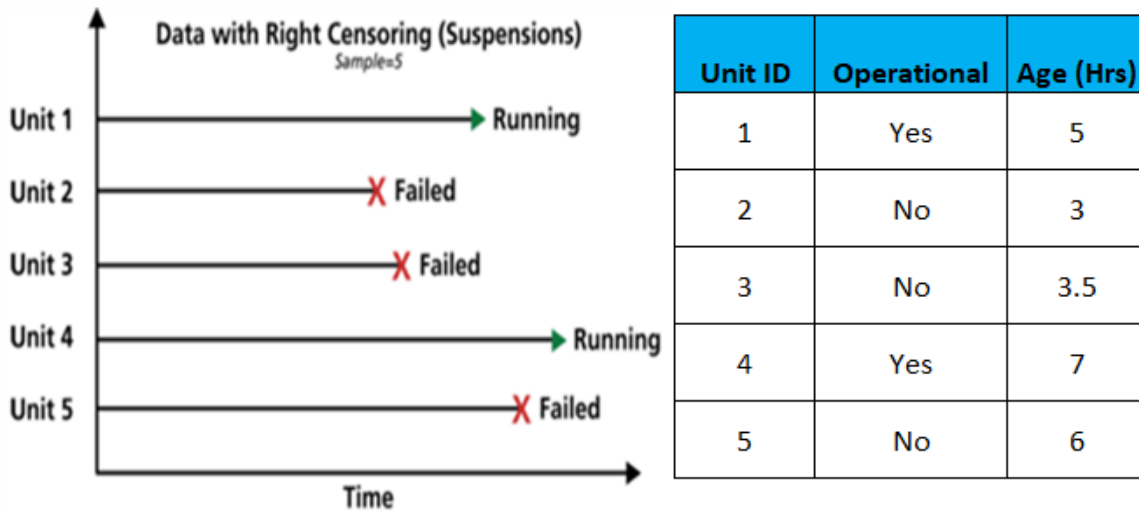 Data with Right Censoring (Suspensions)
Sample=5
Unit 1
Running
Unit 2
X Failed
Unit 3
X Failed
Unit 4
Running
Unit 5
X Failed
Time
Unit ID Operational Age (Hrs)
1 Yes 5
2 No 3
3 No 3.5
4 Yes 7
5 No 6